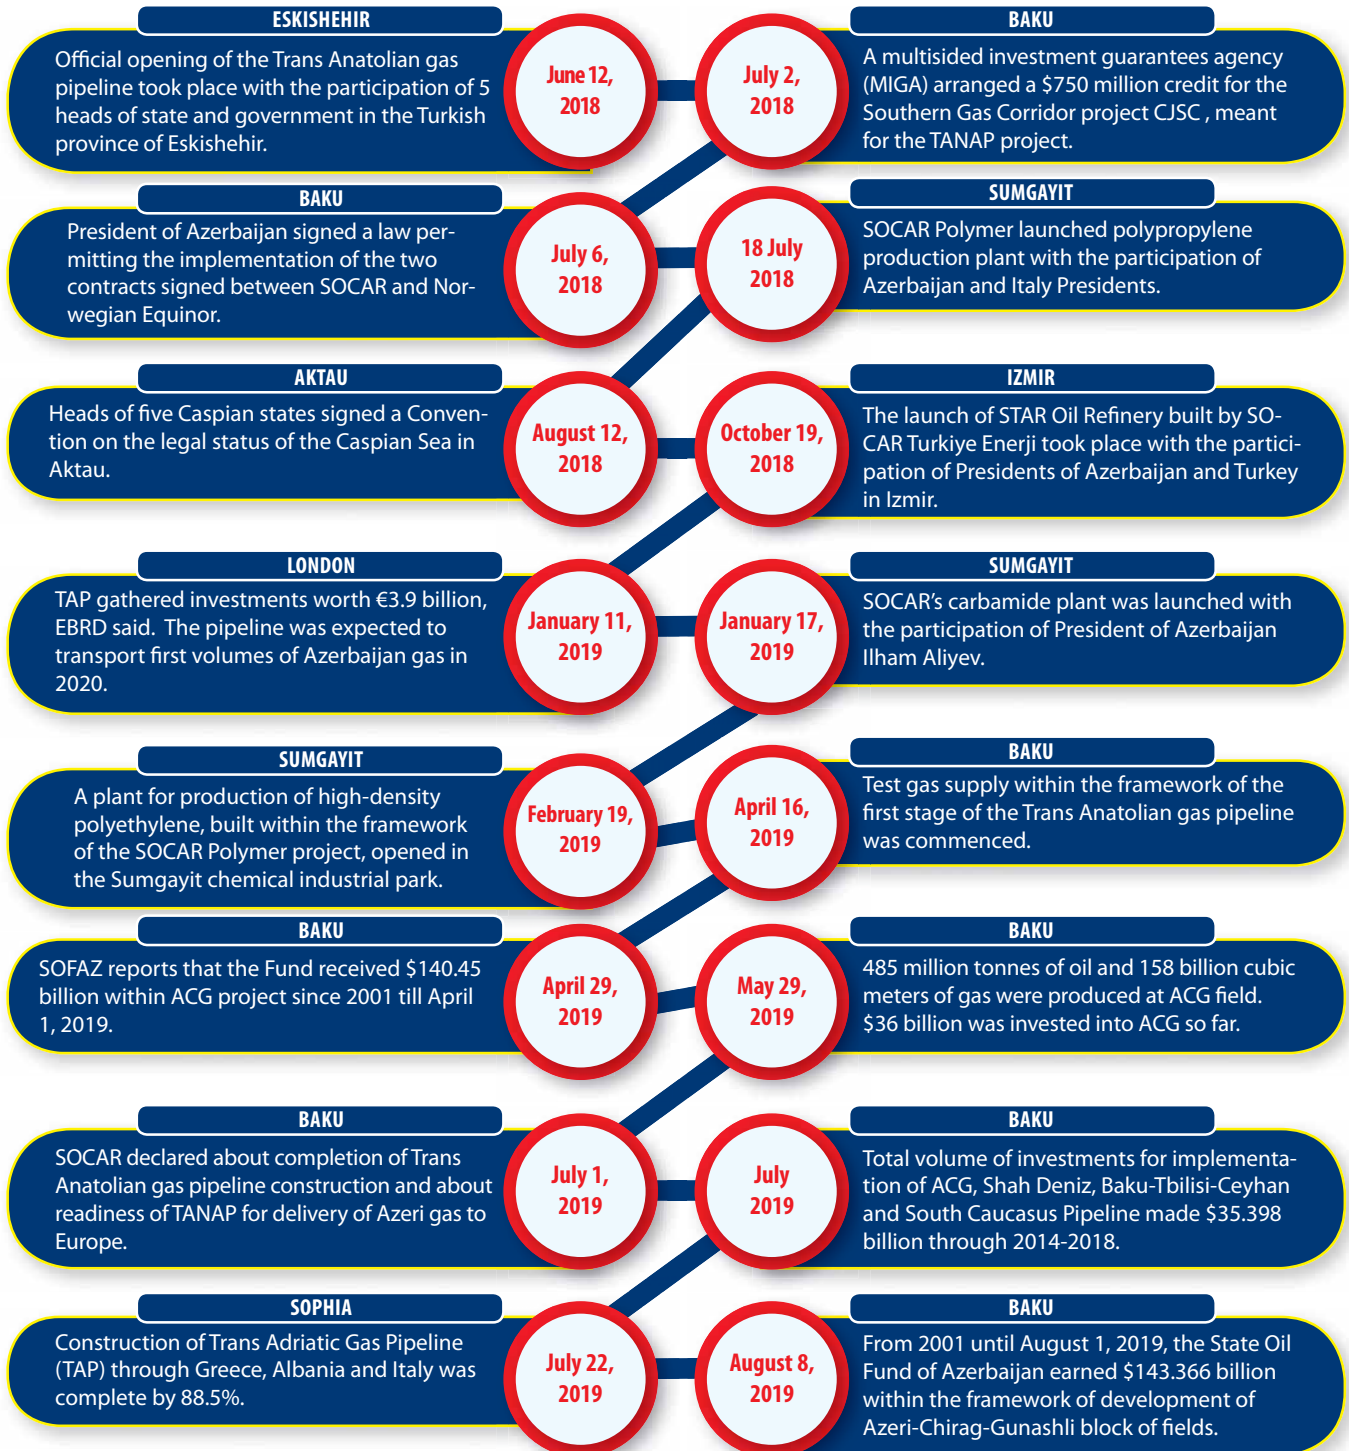 ESKISHEHIR
Official opening of the Trans Anatolian gas
pipeline took place with the participation of 5
heads of state and government in the Turkish
province of Eskishehir.
June 12,
2018
BAKU
July 2,
2018
A multisided investment guarantees agency
(MIGA) arranged a $750 million credit for the
Southern Gas Corridor project CJSC , meant
for the TANAP project.
BAKU
President of Azerbaijan signed a law per-
mitting the implementation of the two
contracts signed between SOCAR and Nor-
wegian Equinor.
July 6,
2018
SUMGAYIT
18 July
2018
SOCAR Polymer launched polypropylene
production plant with the participation of
Azerbaijan and Italy Presidents.
AKTAU
Heads of five Caspian states signed a Conven-
tion on the legal status of the Caspian Sea in
Aktau.
August 12,
2018
IZMIR
October 19,
2018
The launch of STAR Oil Refinery built by SO-
CAR Turkiye Enerji took place with the partici-
pation of Presidents of Azerbaijan and Turkey
in Izmir.
LONDON
TAP gathered investments worth €3.9 billion,
EBRD said. The pipeline was expected to
transport first volumes of Azerbaijan gas in
2020.
January 11,
2019
SUMGAYIT
January 17,
2019
SOCAR's carbamide plant was launched with
the participation of President of Azerbaijan
Ilham Aliyev.
SUMGAYIT
A plant for production of high-density
polyethylene, built within the framework
of the SOCAR Polymer project, opened in
the Sumgayit chemical industrial park.
February 19,
2019
BAKU
April 16,
2019
Test gas supply within the framework of the
first stage of the Trans Anatolian gas pipeline
was commenced.
BAKU
SOFAZ reports that the Fund received $140.45
billion within ACG project since 2001 till April
1, 2019.
April 29,
2019
BAKU
May 29,
2019
485 million tonnes of oil and 158 billion cubic
meters of gas were produced at ACG field.
$36 billion was invested into ACG so far.
BAKU
SOCAR declared about completion of Trans
Anatolian gas pipeline construction and about
readiness of TANAP for delivery of Azeri gas to
Europe.
July 1,
2019
BAKU
July
2019
Total volume of investments for implementa-
tion of ACG, Shah Deniz, Baku-Tbilisi-Ceyhan
and South Caucasus Pipeline made $35.398
billion through 2014-2018.
SOPHIA
Construction of Trans Adriatic Gas Pipeline
(TAP) through Greece, Albania and Italy was
complete by 88.5%.
July 22,
2019
BAKU
August 8,
2019
From 2001 until August 1, 2019, the State Oil
Fund of Azerbaijan earned $143.366 billion
within the framework of development of
Azeri-Chirag-Gunashli block of fields.